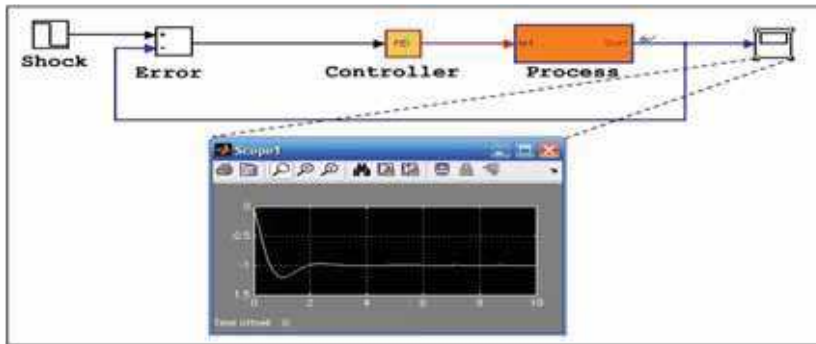 PID
Shock
Error
Controller
Process
Scope1
0
-0.5
-1
-1.5
0 2 4 6 8 10
Time offset: 0